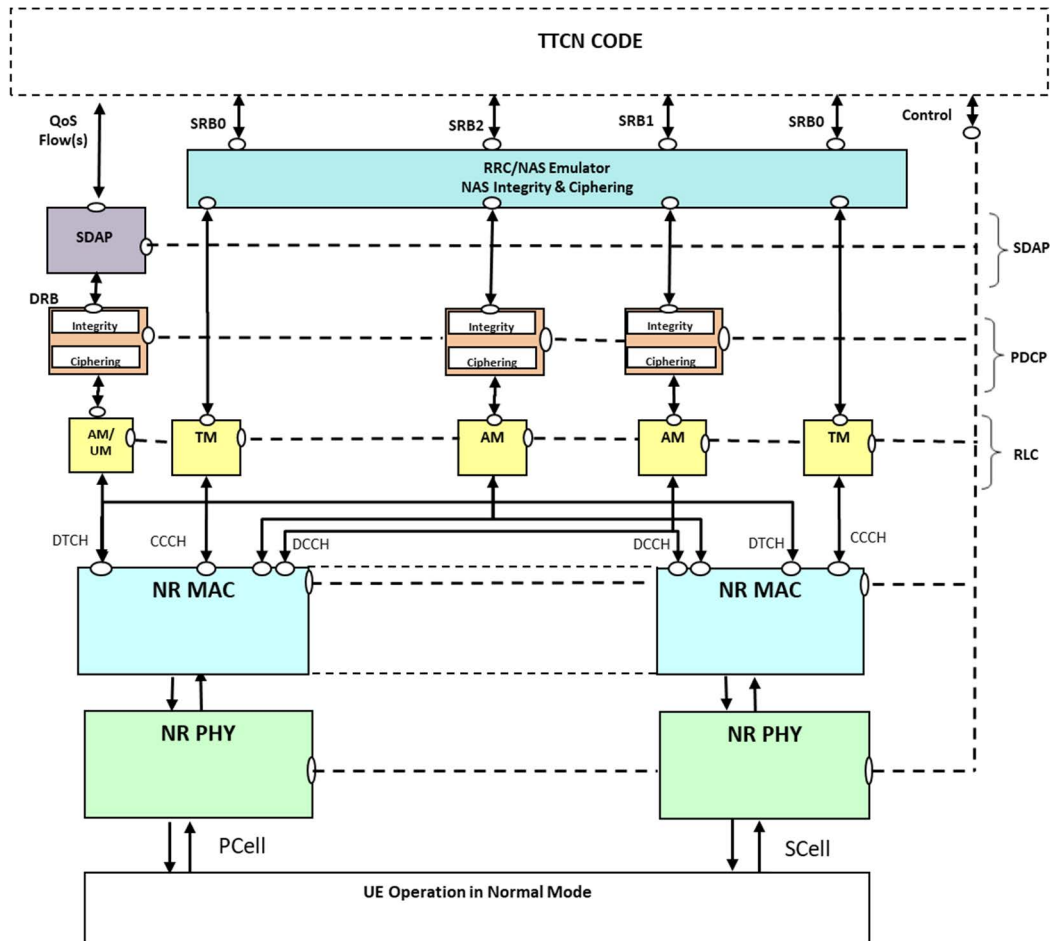 TTCN CODE
QoS
Flow(s)
SRB0
SRB2
SRB1
SRB0
Control
RRC/NAS Emulator
NAS Integrity & Ciphering
SDAP
SDAP
DRB
Integrity
Ciphering
Integrity
Ciphering
Integrity
Ciphering
PDCP
AM/
UM
TM
AM
AM
TM
RLC
DTCH
CCCH
DCCH
DCCH
DTCH
CCCH
NR MAC
NR MAC
NR PHY
NR PHY
PCell
SCell
UE Operation in Normal Mode